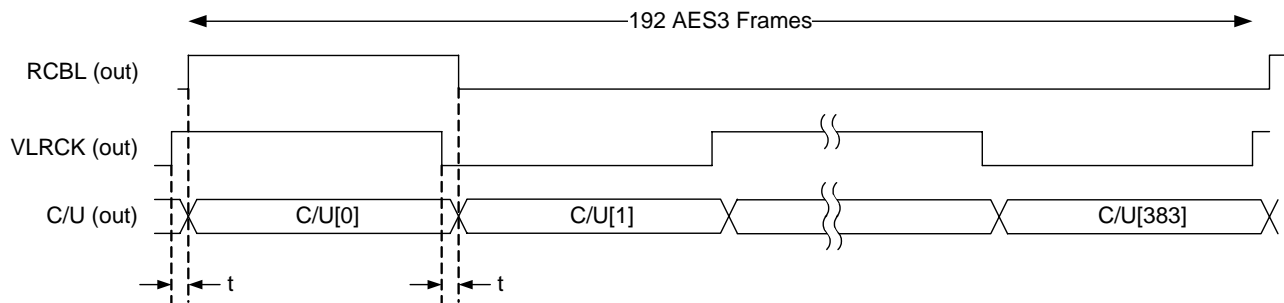 192 AES3 Frames
RCBL (out)
VLRCK (out)
C/U (out)
C/U[0]
C/U[1]
C/U[383]
t
t